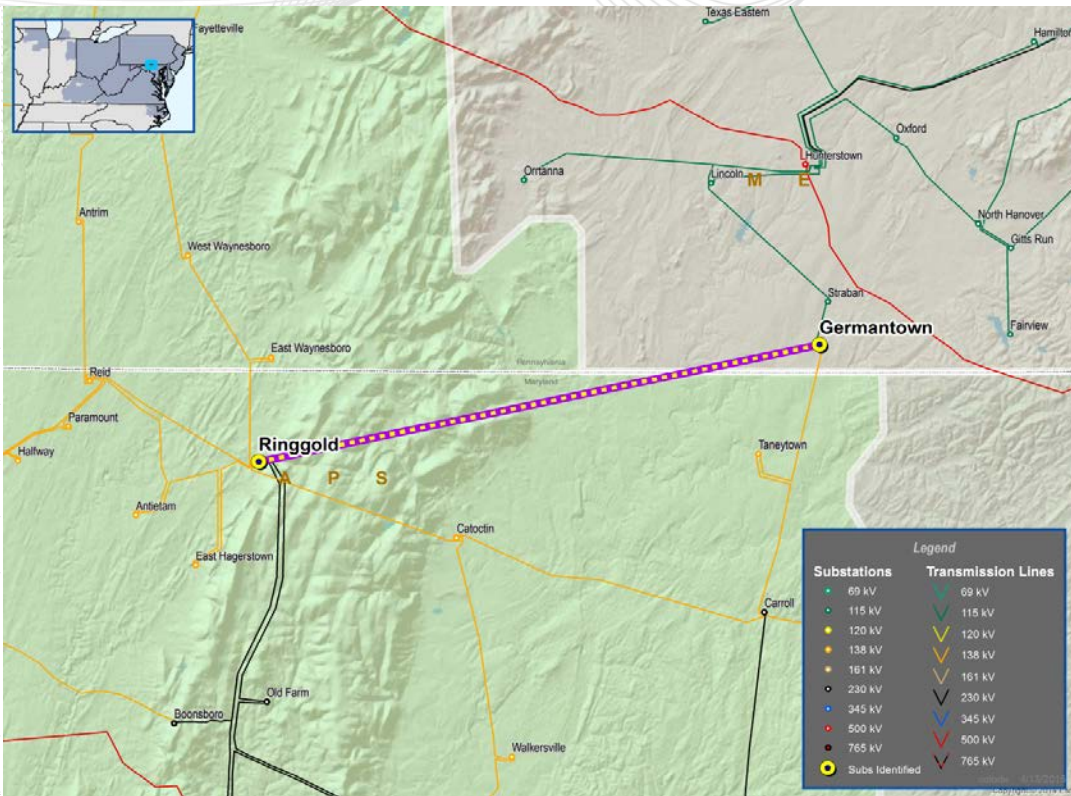 Fayetteville
Texas Eastern
Hamilton
Oxford
Hunterstown
Orrtanna
Lincoln
M E
North Hanover
Gitts Run
Antrim
West Waynesboro
Straban
Germantown
Fairview
East Waynesboro
Pennsylvania
Maryland
Reid
Paramount
Halfway
Ringgold
A P S
Taneytown
Antietam
East Hagerstown
Catoctin
Carroll
Old Farm
Boonsboro
Walkersville
Legend
Substations Transmission Lines
69 kV 69 kV
115 kV 115 kV
120 kV 120 kV
138 kV 138 kV
161 kV 161 kV
230 kV 230 kV
345 kV 345 kV
500 kV 500 kV
765 kV 765 kV
Subs Identified